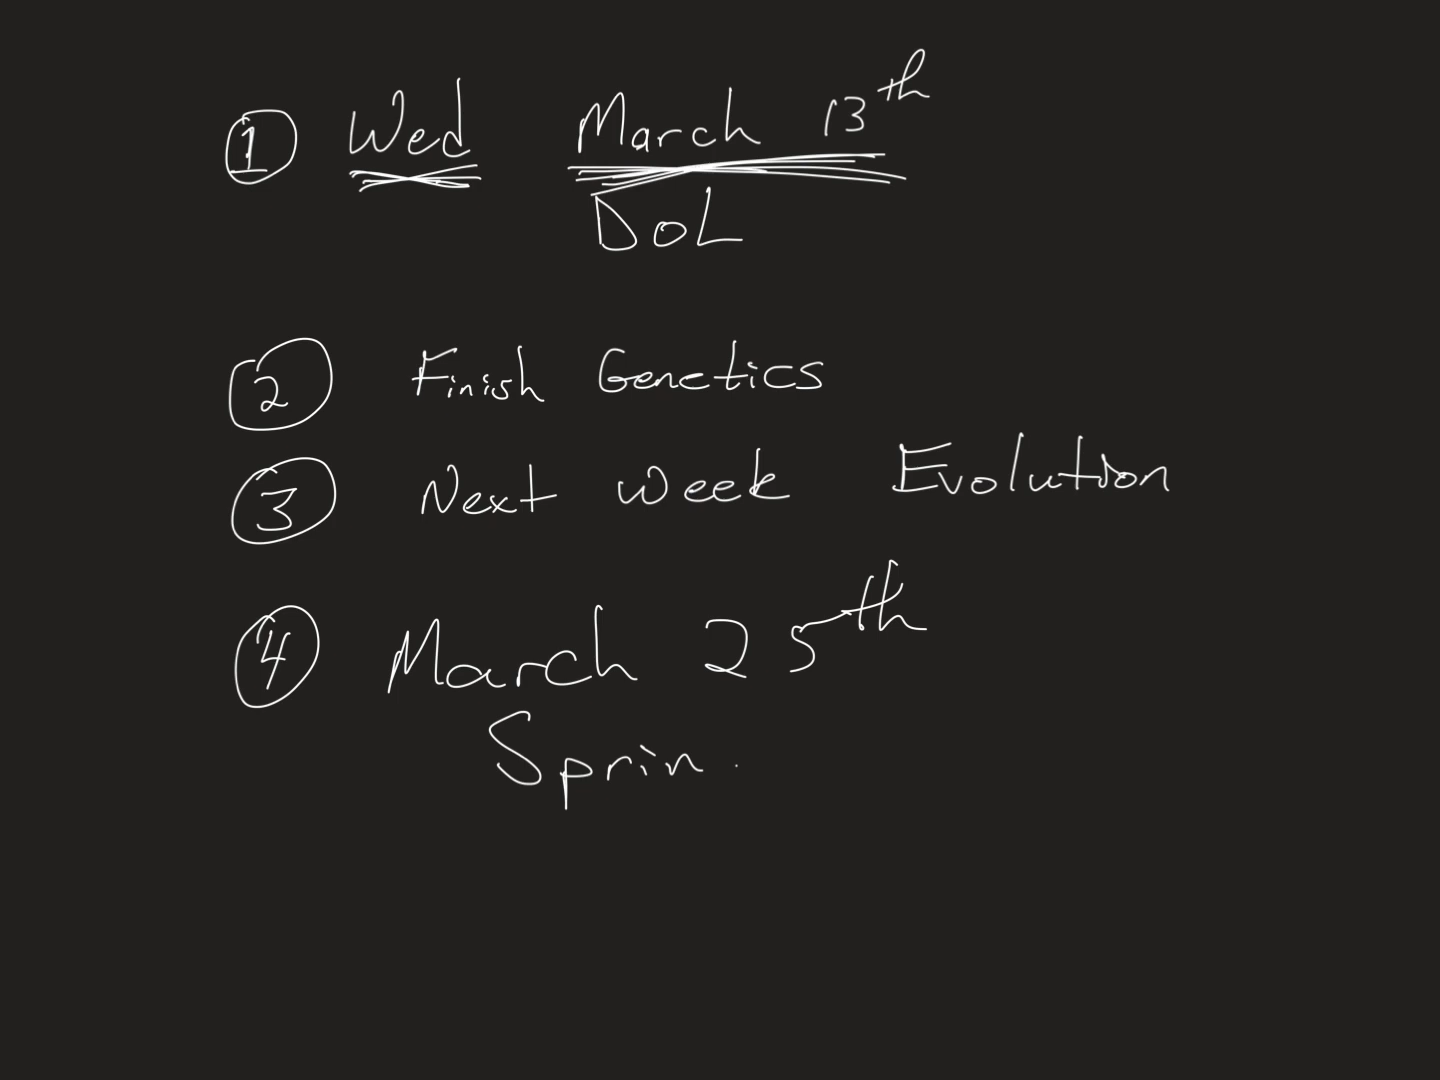 1 Wed March 13th
DoL
2 Finish Genetics
3 Next week Evolution
4 March 25th
Sprin.